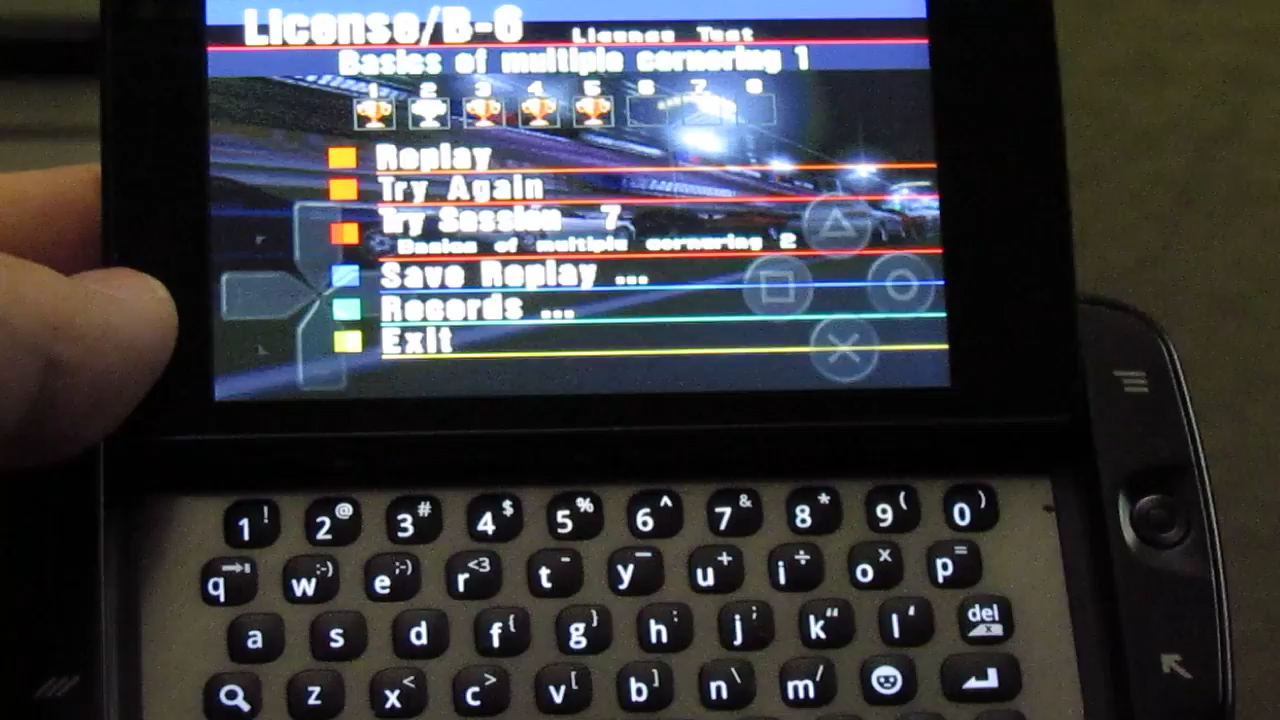 License/B-6 License Test
Basics of multiple cornering 1
1 2 3 4 5 6 7 8
Replay
Try Again
Try Session 7
Basics of multiple cornering 2
Save Replay ...
Records ...
Exit
1 ! 2 @ 3 # 4 $ 5 % 6 ^ 7 & 8 * 9 ( 0 )
q w :-) e ;-) r <3 t - y _ u + i ÷ o x p =
a s d f { g } h : j ; k “ l ‘ del x
z x < c > v [ b ] n \ m /